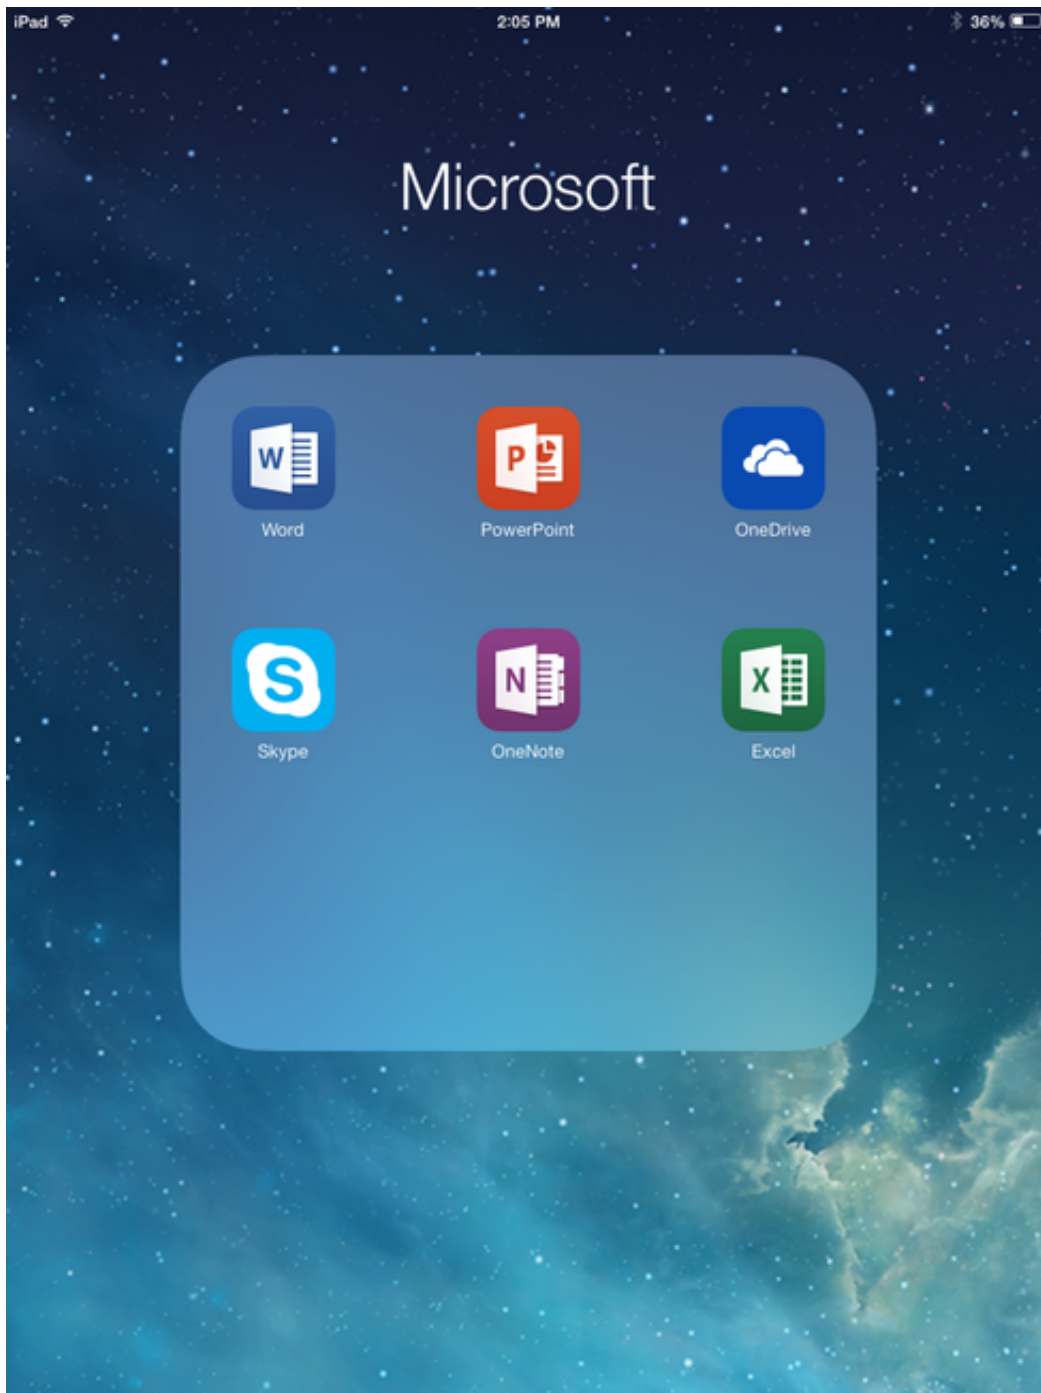 iPad 2:05 PM 36%
Microsoft
W P
Word PowerPoint OneDrive
S N X
Skype OneNote Excel